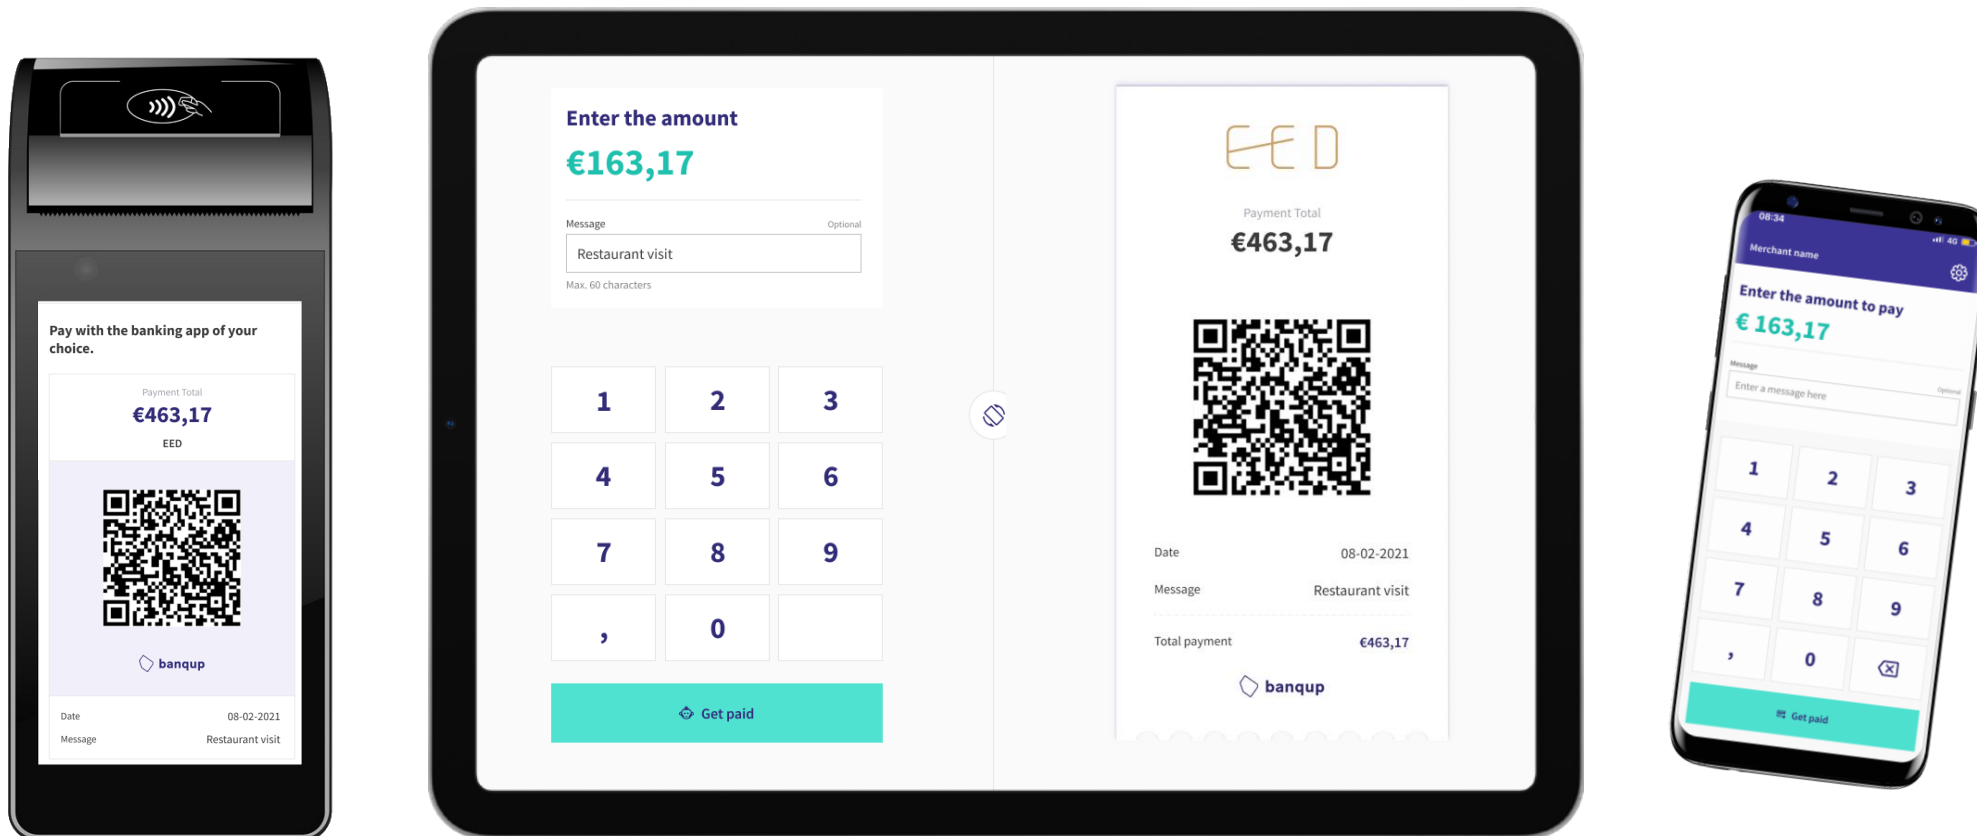 Pay with the banking app of your
choice.
Payment Total
€463,17
EED
banqup
Date 08-02-2021
Message Restaurant visit
Enter the amount
€163,17
Message Optional
Restaurant visit
Max. 60 characters
1 2 3
4 5 6
7 8 9
, 0
Get paid
EED
Payment Total
€463,17
Date 08-02-2021
Message Restaurant visit
Total payment €463,17
banqup
08:34 4G
Merchant name
Enter the amount to pay
€ 163,17
Message Optional
Enter a message here
1 2 3
4 5 6
7 8 9
, 0
Get paid